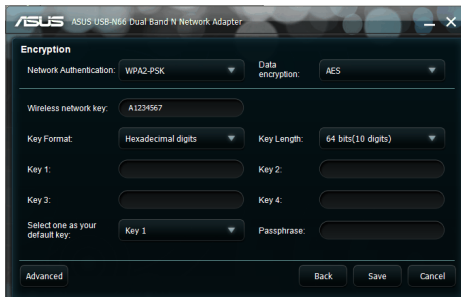 ASUS ASUS USB-N66 Dual Band N Network Adapter
Encryption
Network Authentication: WPA2-PSK Data encryption: AES
Wireless network key: A1234567
Key Format: Hexadecimal digits Key Length: 64 bits(10 digits)
Key 1: Key 2:
Key 3: Key 4:
Select one as your default key: Key 1 Passphrase:
Advanced Back Save Cancel